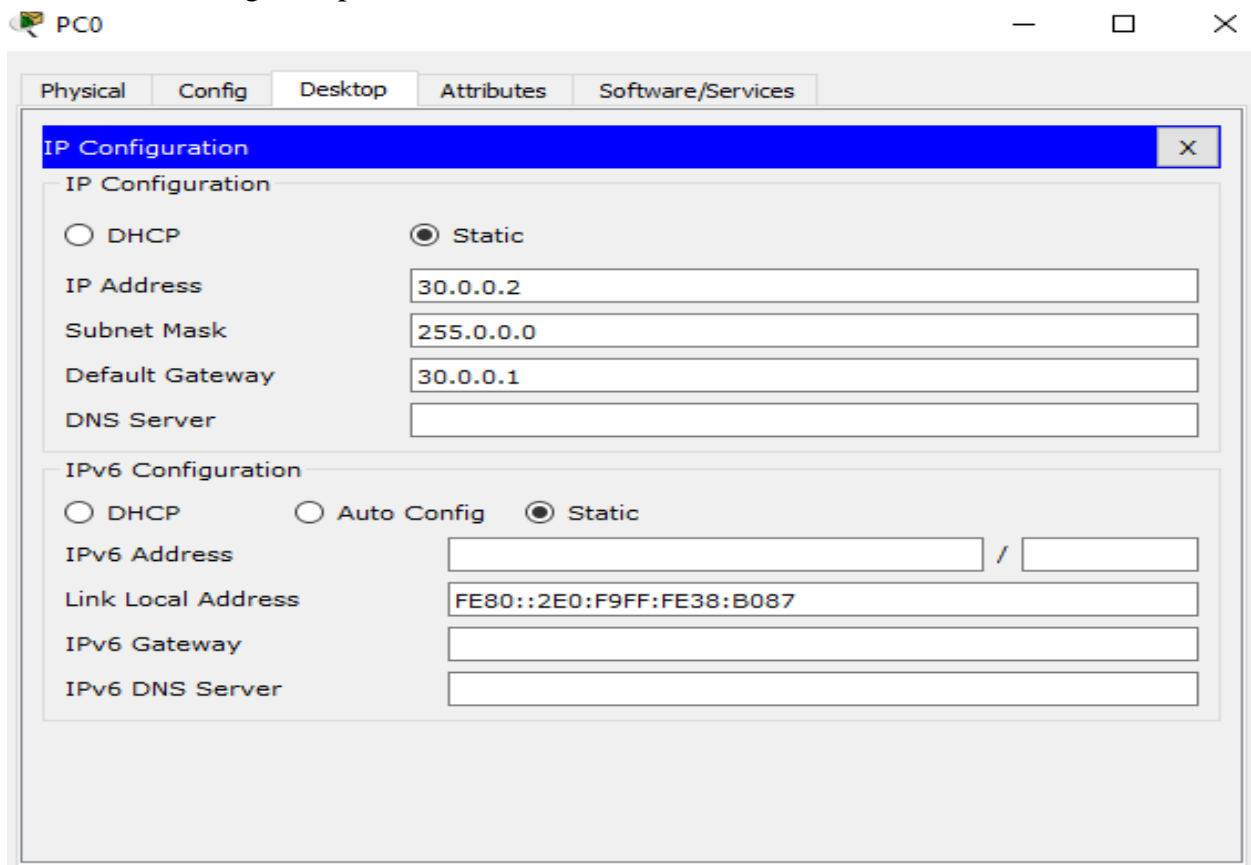 PC0
Physical Config Desktop Attributes Software/Services
IP Configuration X
IP Configuration
DHCP Static
IP Address 30.0.0.2
Subnet Mask 255.0.0.0
Default Gateway 30.0.0.1
DNS Server
IPv6 Configuration
DHCP Auto Config Static
IPv6 Address /
Link Local Address FE80::2E0:F9FF:FE38:B087
IPv6 Gateway
IPv6 DNS Server